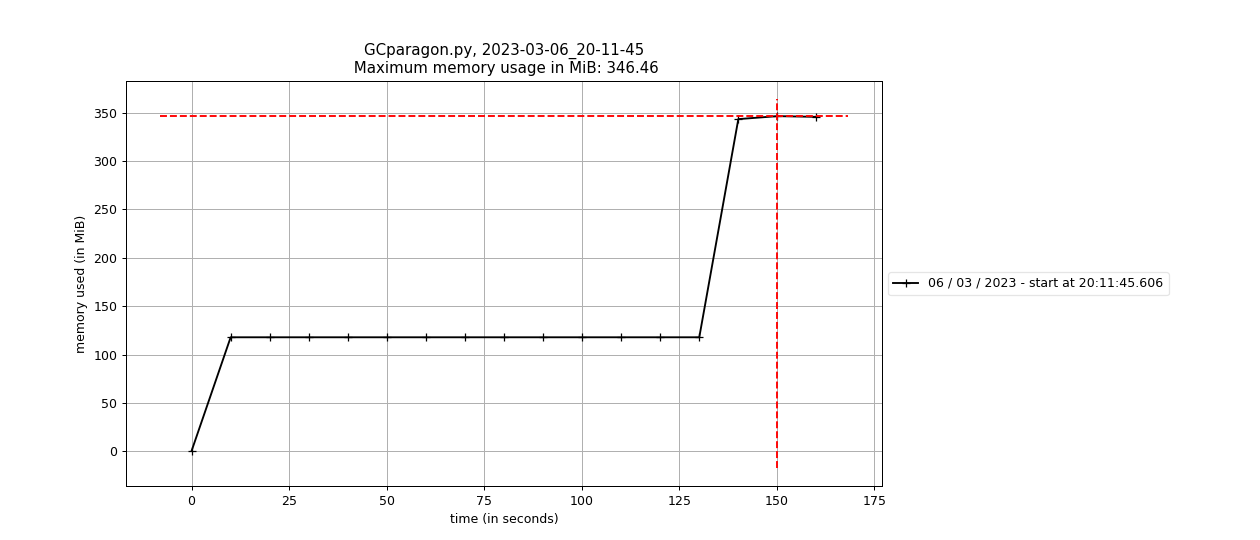 GCparagon.py, 2023-03-06_20-11-45
Maximum memory usage in MiB: 346.46
350
300
250
200
150
100
50
0
memory used (in MiB)
0 25 50 75 100 125 150 175
time (in seconds)
06 / 03 / 2023 - start at 20:11:45.606